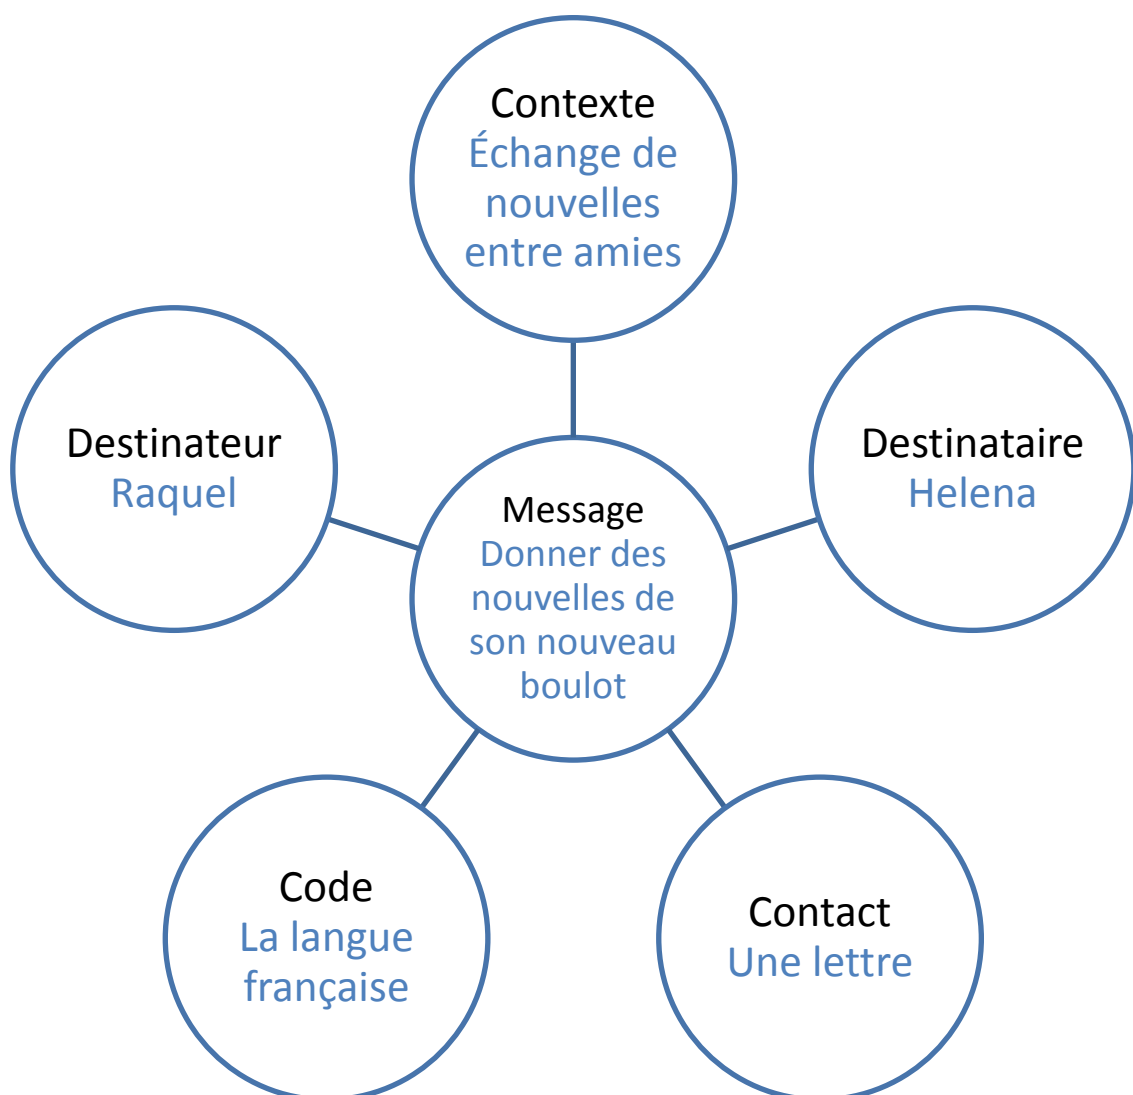 Contexte
Échange de
nouvelles
entre amies
Destinateur
Raquel
Destinataire
Helena
Message
Donner des
nouvelles de
son nouveau
boulot
Code
La langue
française
Contact
Une lettre